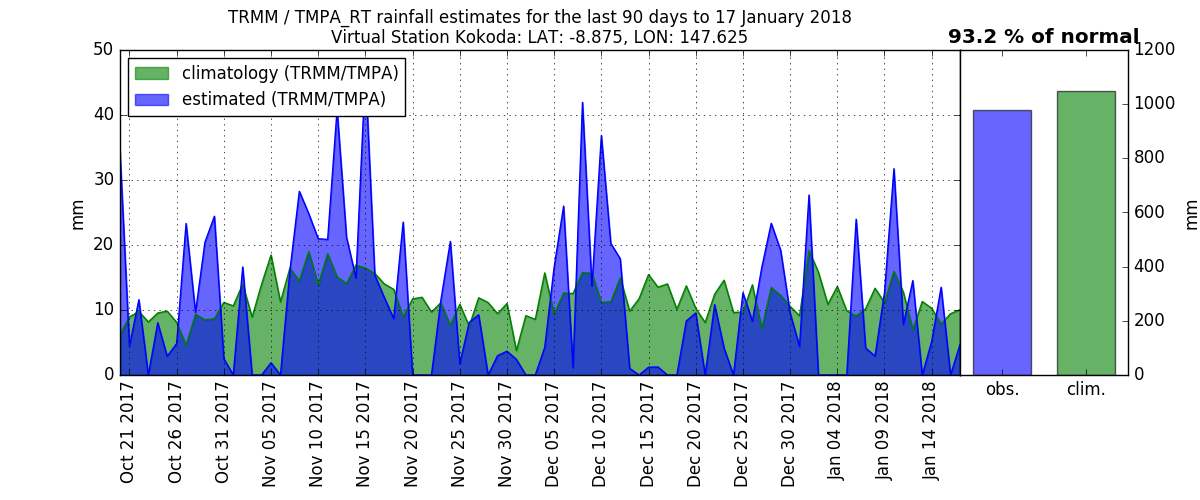 TRMM / TMPA_RT rainfall estimates for the last 90 days to 17 January 2018
Virtual Station Kokoda: LAT: -8.875, LON: 147.625
93.2 % of normal
climatology (TRMM/TMPA)
estimated (TRMM/TMPA)
50
40
30
20
10
0
mm
1200
1000
800
600
400
200
0
mm
obs.
clim.
Oct 21 2017
Oct 26 2017
Oct 31 2017
Nov 05 2017
Nov 10 2017
Nov 15 2017
Nov 20 2017
Nov 25 2017
Nov 30 2017
Dec 05 2017
Dec 10 2017
Dec 15 2017
Dec 20 2017
Dec 25 2017
Dec 30 2017
Jan 04 2018
Jan 09 2018
Jan 14 2018